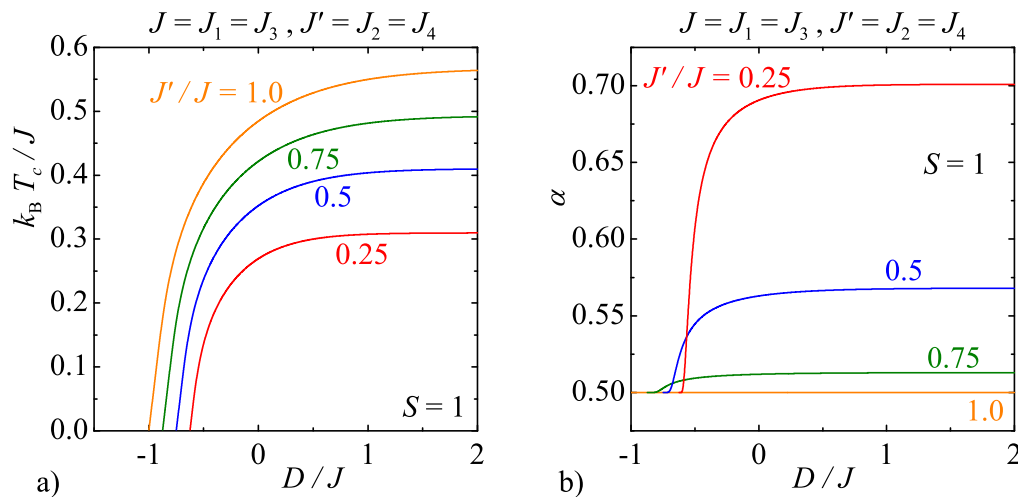 J = J₁ = J₃ , J′ = J₂ = J₄
0.6
0.5
0.4
0.3
0.2
0.1
0.0
k_B T_c / J
J′ / J = 1.0
0.75
0.5
0.25
S = 1
-1
0
1
2
D / J
a)
J = J₁ = J₃ , J′ = J₂ = J₄
0.70
0.65
0.60
0.55
0.50
α
J′ / J = 0.25
S = 1
0.5
0.75
1.0
-1
0
1
2
D / J
b)